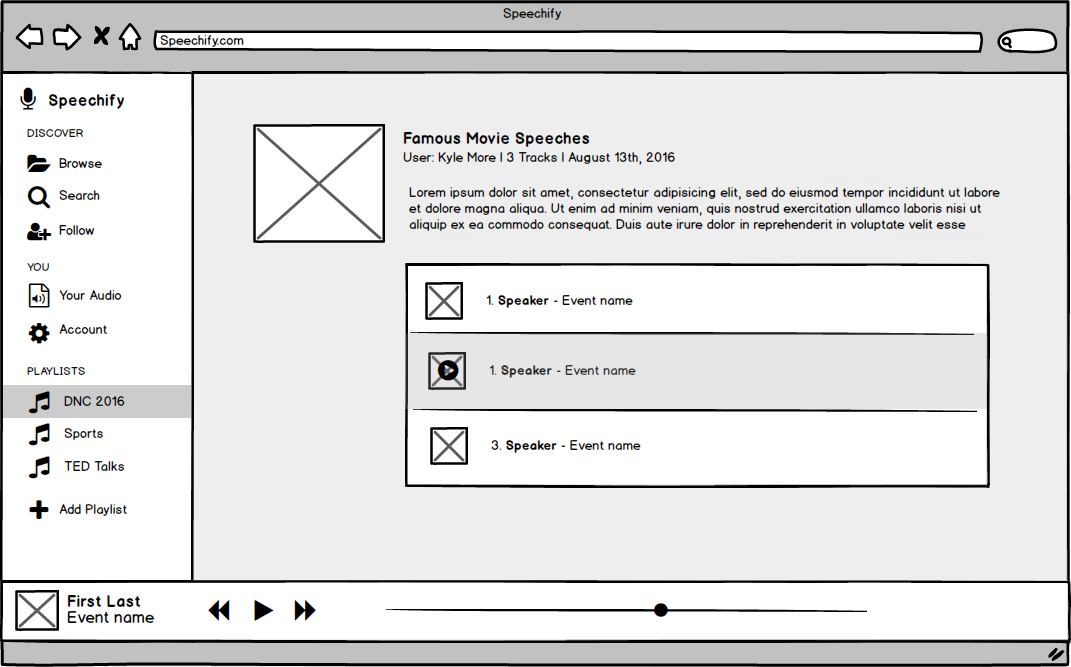 Speechify
Speechify.com
Speechify
DISCOVER
Browse
Search
Follow
YOU
Your Audio
Account
PLAYLISTS
DNC 2016
Sports
TED Talks
Add Playlist
Famous Movie Speeches
User: Kyle More | 3 Tracks | August 13th, 2016
Lorem ipsum dolor sit amet, consectetur adipisicing elit, sed do eiusmod tempor incididunt ut labore
et dolore magna aliqua. Ut enim ad minim veniam, quis nostrud exercitation ullamco laboris nisi ut
aliquip ex ea commodo consequat. Duis aute irure dolor in reprehenderit in voluptate velit esse
1. Speaker - Event name
1. Speaker - Event name
3. Speaker - Event name
First Last
Event name